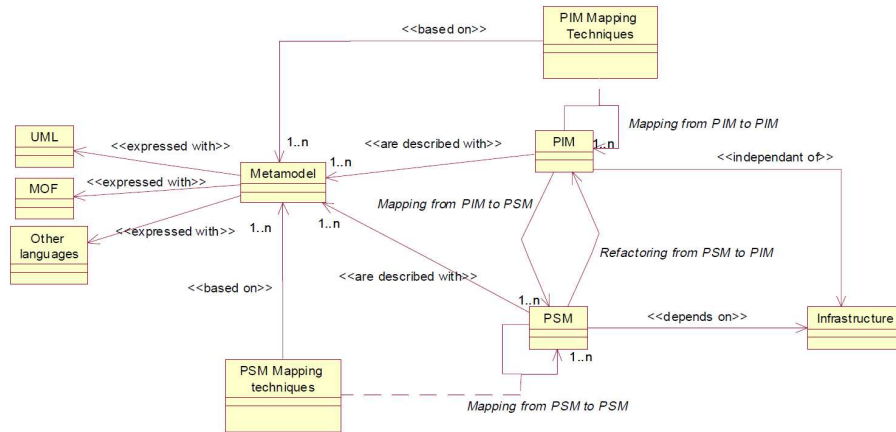 PIM Mapping
Techniques
<<based on>>
Mapping from PIM to PIM
UML
<<expressed with>>
1..n
<<are described with>>
PIM
1..n
1..n
<<independant of>>
Metamodel
MOF
<<expressed with>>
Mapping from PIM to PSM
1..n
1..n
Other
languages
<<expressed with>>
Refactoring from PSM to PIM
<<are described with>>
<<based on>>
1..n
PSM
<<depends on>>
Infrastructure
1..n
PSM Mapping
techniques
Mapping from PSM to PSM